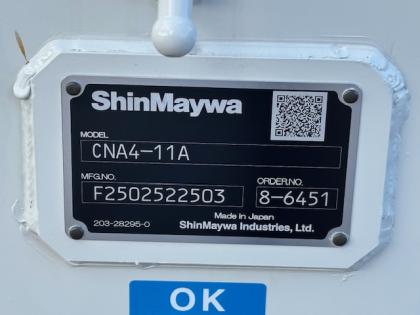 ShinMaywa
MODEL
CNA4-11A
MFG.NO. ORDER.NO.
F2502522503 8-6451
Made in Japan
203-28295-0 ShinMaywa Industries, Ltd.
OK